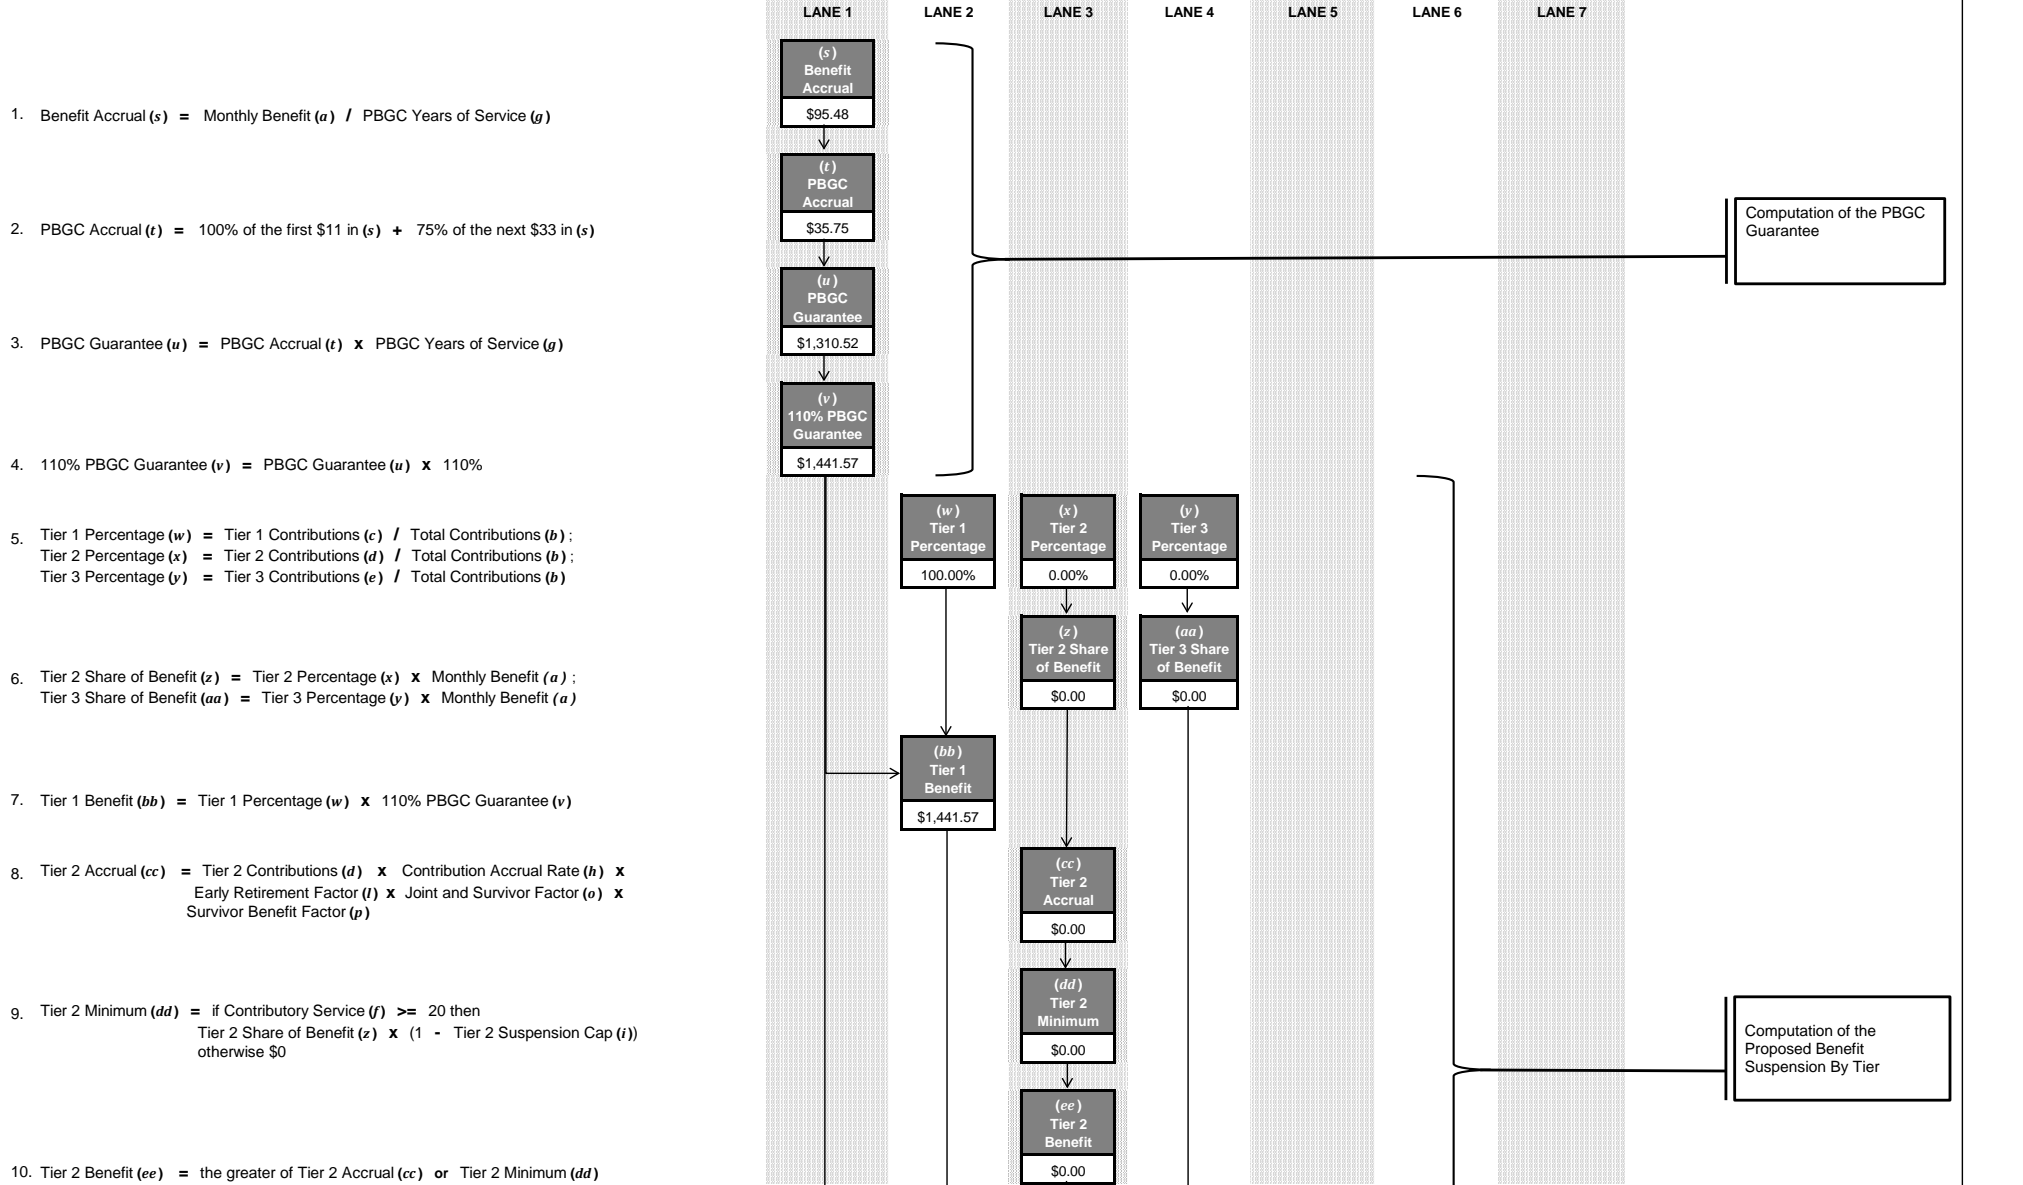 LANE 1 LANE 2 LANE 3 LANE 4 LANE 5 LANE 6 LANE 7
(s)
Benefit
Accrual
$95.48
1. Benefit Accrual (s) = Monthly Benefit (a) / PBGC Years of Service (g)
(t)
PBGC
Accrual
$35.75
2. PBGC Accrual (t) = 100% of the first $11 in (s) + 75% of the next $33 in (s)
Computation of the PBGC
Guarantee
(u)
PBGC
Guarantee
$1,310.52
3. PBGC Guarantee (u) = PBGC Accrual (t) x PBGC Years of Service (g)
(v)
110% PBGC
Guarantee
$1,441.57
4. 110% PBGC Guarantee (v) = PBGC Guarantee (u) x 110%
(w)
Tier 1
Percentage
100.00%
(x)
Tier 2
Percentage
0.00%
(y)
Tier 3
Percentage
0.00%
5. Tier 1 Percentage (w) = Tier 1 Contributions (c) / Total Contributions (b) ;
Tier 2 Percentage (x) = Tier 2 Contributions (d) / Total Contributions (b) ;
Tier 3 Percentage (y) = Tier 3 Contributions (e) / Total Contributions (b)
(z)
Tier 2 Share
of Benefit
$0.00
(aa)
Tier 3 Share
of Benefit
$0.00
6. Tier 2 Share of Benefit (z) = Tier 2 Percentage (x) x Monthly Benefit (a) ;
Tier 3 Share of Benefit (aa) = Tier 3 Percentage (y) x Monthly Benefit (a)
(bb)
Tier 1
Benefit
$1,441.57
7. Tier 1 Benefit (bb) = Tier 1 Percentage (w) x 110% PBGC Guarantee (v)
(cc)
Tier 2
Accrual
$0.00
8. Tier 2 Accrual (cc) = Tier 2 Contributions (d) x Contribution Accrual Rate (h) x
Early Retirement Factor (l) x Joint and Survivor Factor (o) x
Survivor Benefit Factor (p)
(dd)
Tier 2
Minimum
$0.00
9. Tier 2 Minimum (dd) = if Contributory Service (f) >= 20 then
Tier 2 Share of Benefit (z) x (1 - Tier 2 Suspension Cap (i))
otherwise $0
Computation of the
Proposed Benefit
Suspension By Tier
(ee)
Tier 2
Benefit
$0.00
10. Tier 2 Benefit (ee) = the greater of Tier 2 Accrual (cc) or Tier 2 Minimum (dd)